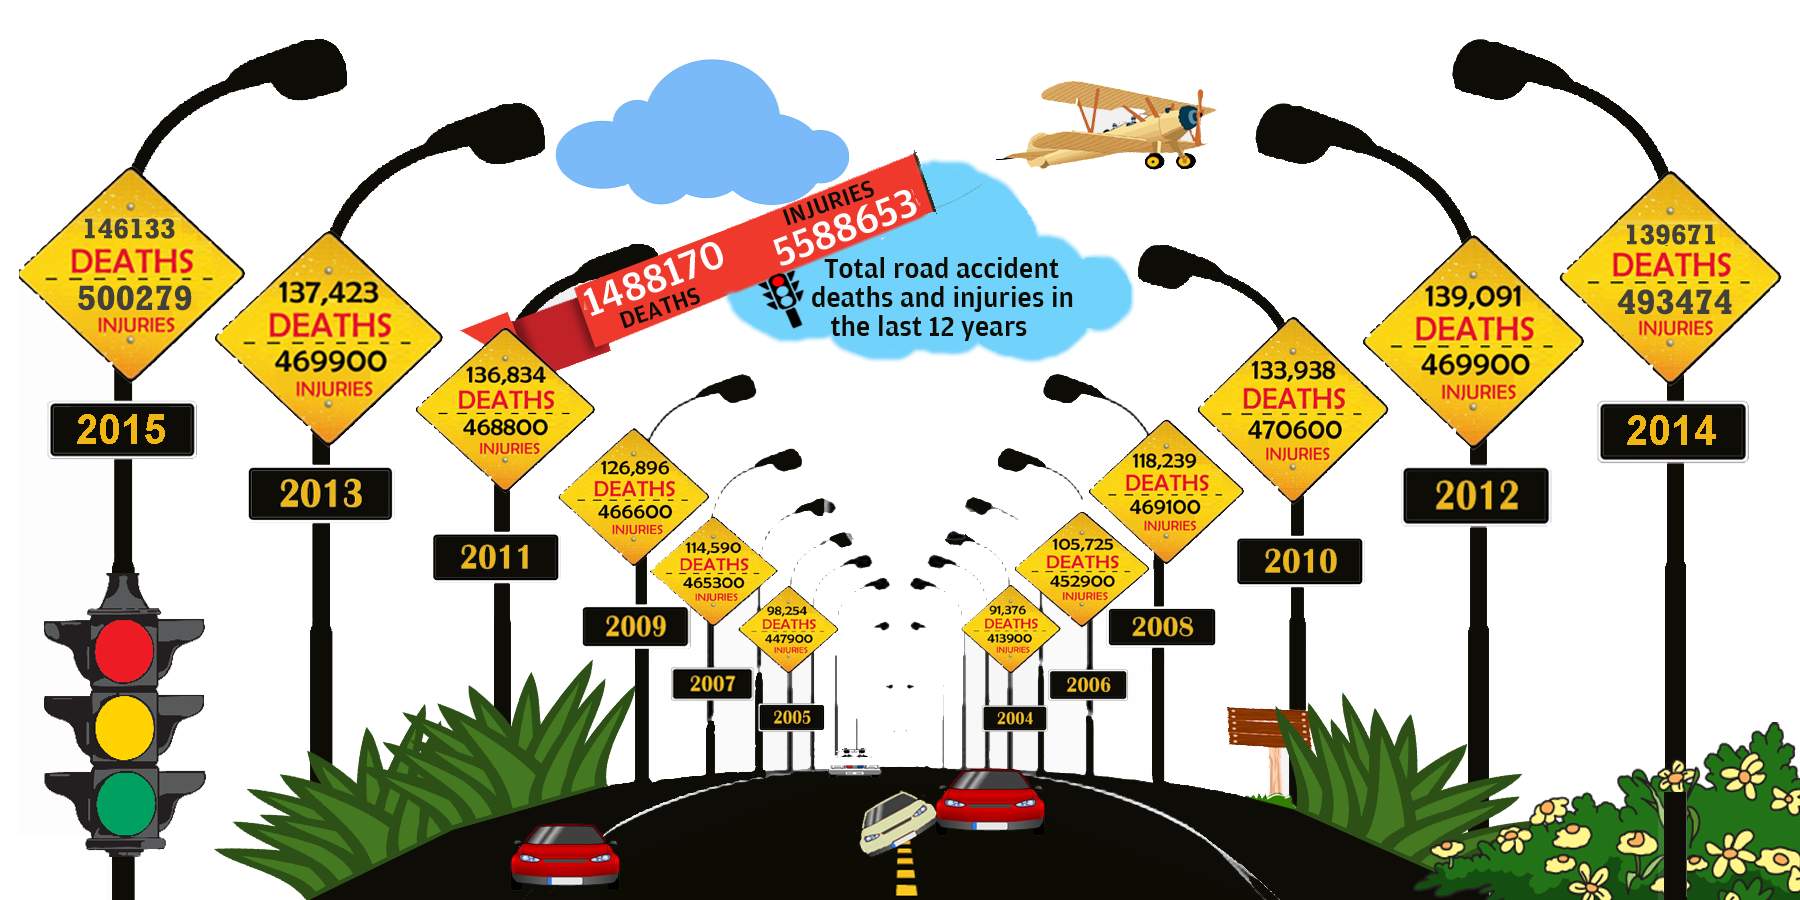 INJURIES
5588653
1488170
DEATHS
Total road accident
deaths and injuries in
the last 12 years
146133
DEATHS
500279
INJURIES
2015
137,423
DEATHS
469900
INJURIES
2013
136,834
DEATHS
468800
INJURIES
2011
126,896
DEATHS
466600
INJURIES
2009
114,590
DEATHS
465300
INJURIES
2007
98,254
DEATHS
447900
INJURIES
2005
91,376
DEATHS
413900
INJURIES
2004
105,725
DEATHS
452900
INJURIES
2006
118,239
DEATHS
469100
INJURIES
2008
133,938
DEATHS
470600
INJURIES
2010
139,091
DEATHS
469900
INJURIES
2012
139671
DEATHS
493474
INJURIES
2014